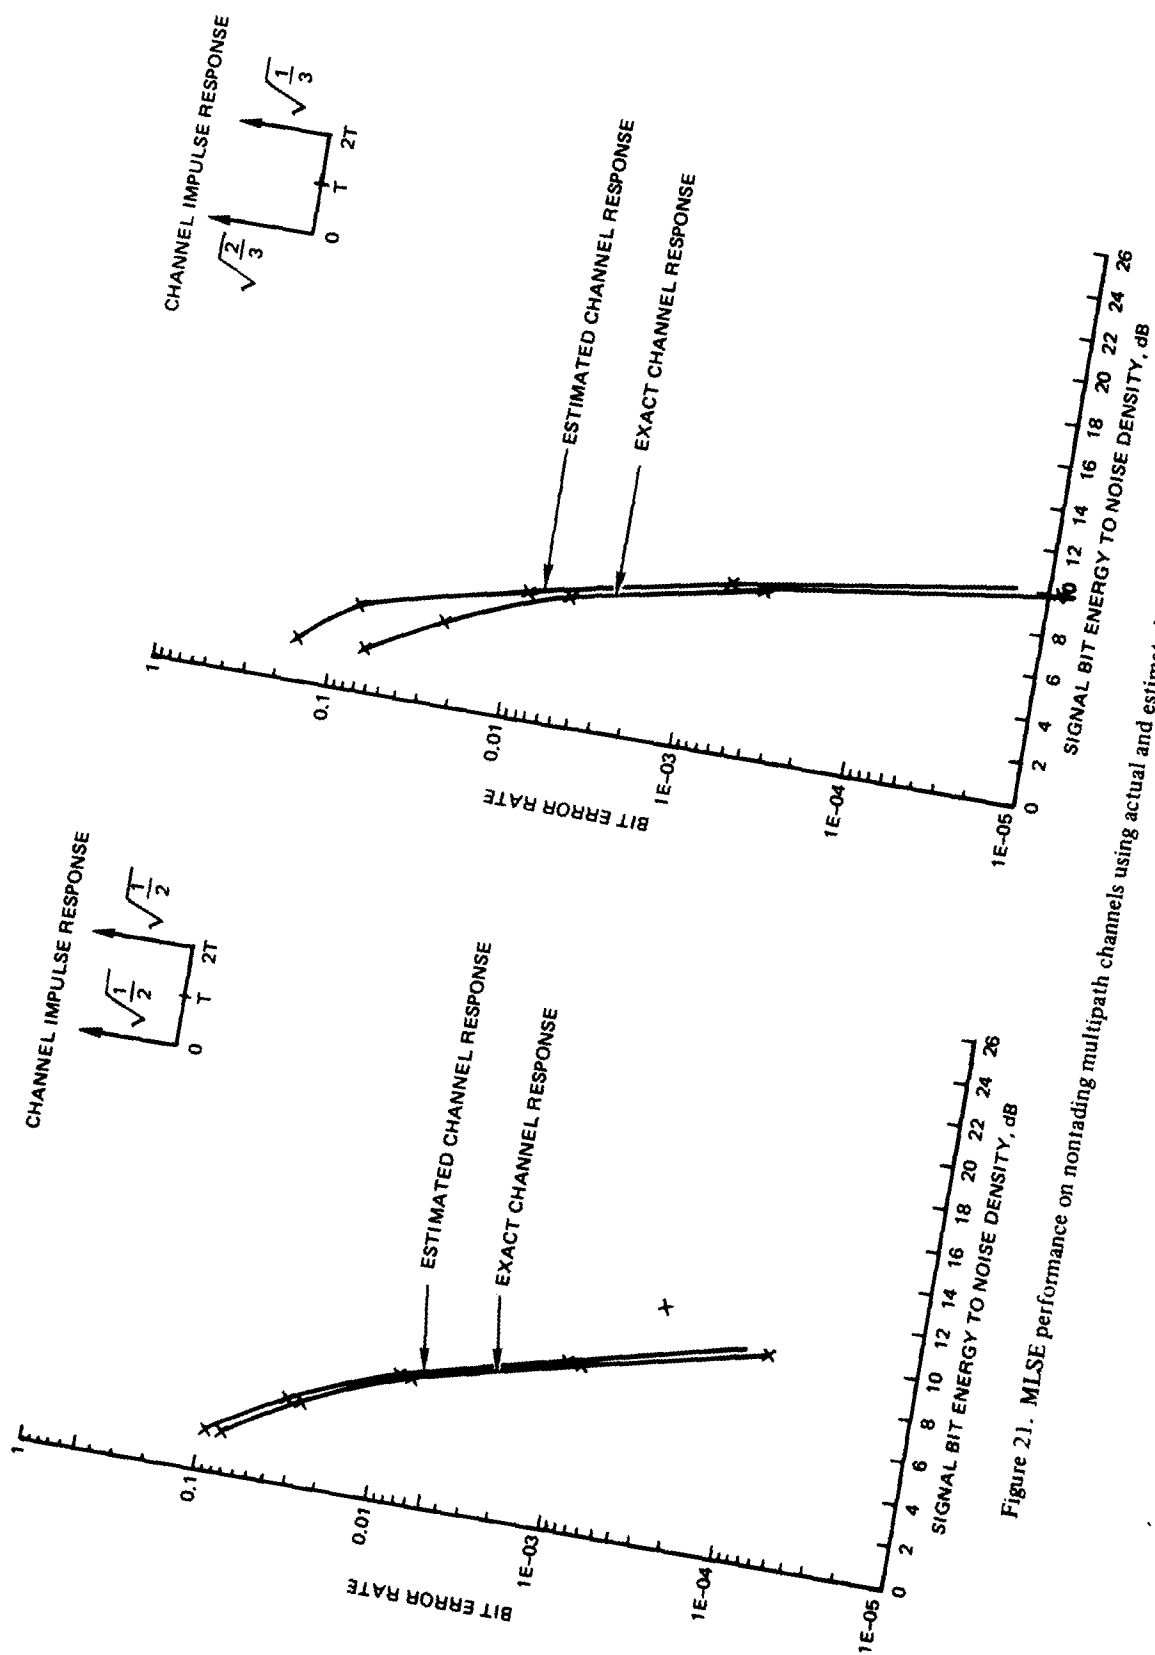 CHANNEL IMPULSE RESPONSE
√1/2
√1/2
0
T
2T
ESTIMATED CHANNEL RESPONSE
EXACT CHANNEL RESPONSE
1
0.1
0.01
1E-03
1E-04
1E-05
BIT ERROR RATE
0 2 4 6 8 10 12 14 16 18 20 22 24 26
SIGNAL BIT ENERGY TO NOISE DENSITY, dB
CHANNEL IMPULSE RESPONSE
√2/3
√1/3
0
T
2T
ESTIMATED CHANNEL RESPONSE
EXACT CHANNEL RESPONSE
1
0.1
0.01
1E-03
1E-04
1E-05
BIT ERROR RATE
0 2 4 6 8 10 12 14 16 18 20 22 24 26
SIGNAL BIT ENERGY TO NOISE DENSITY, dB
Figure 21. MLSE performance on nonfading multipath channels using actual and